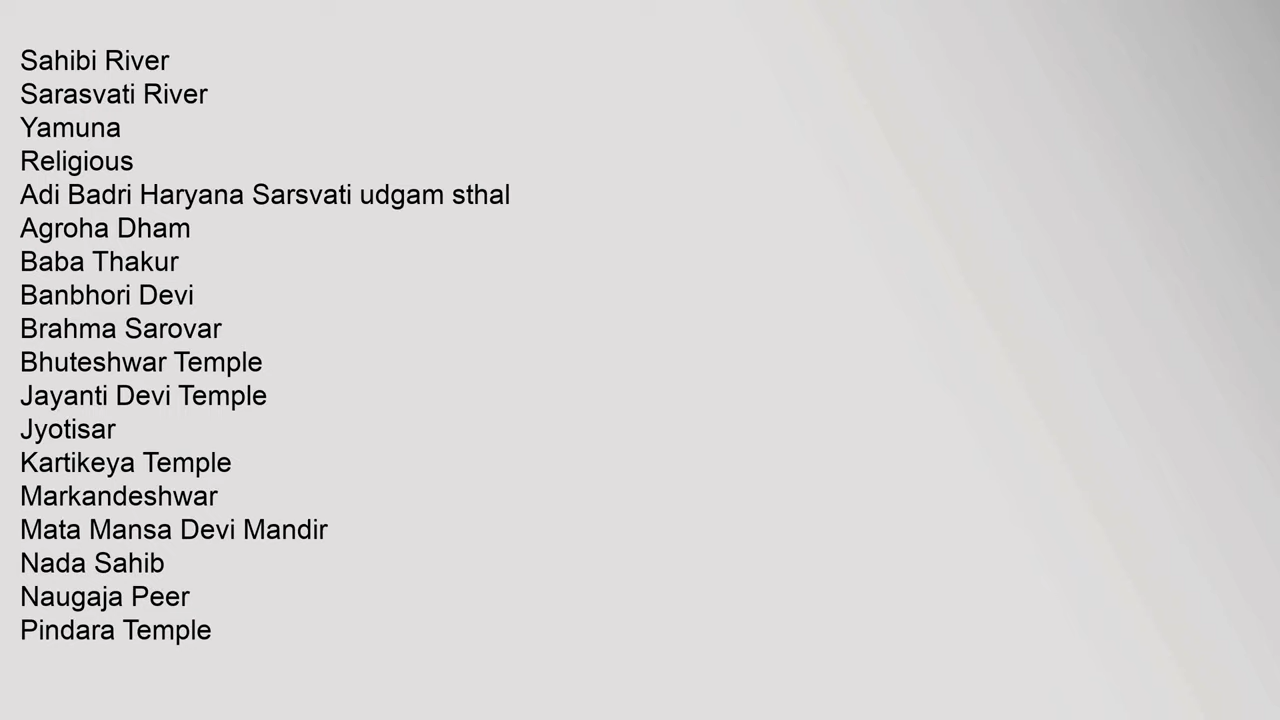 Sahibi River
Sarasvati River
Yamuna
Religious
Adi Badri Haryana Sarsvati udgam sthal
Agroha Dham
Baba Thakur
Banbhori Devi
Brahma Sarovar
Bhuteshwar Temple
Jayanti Devi Temple
Jyotisar
Kartikeya Temple
Markandeshwar
Mata Mansa Devi Mandir
Nada Sahib
Naugaja Peer
Pindara Temple